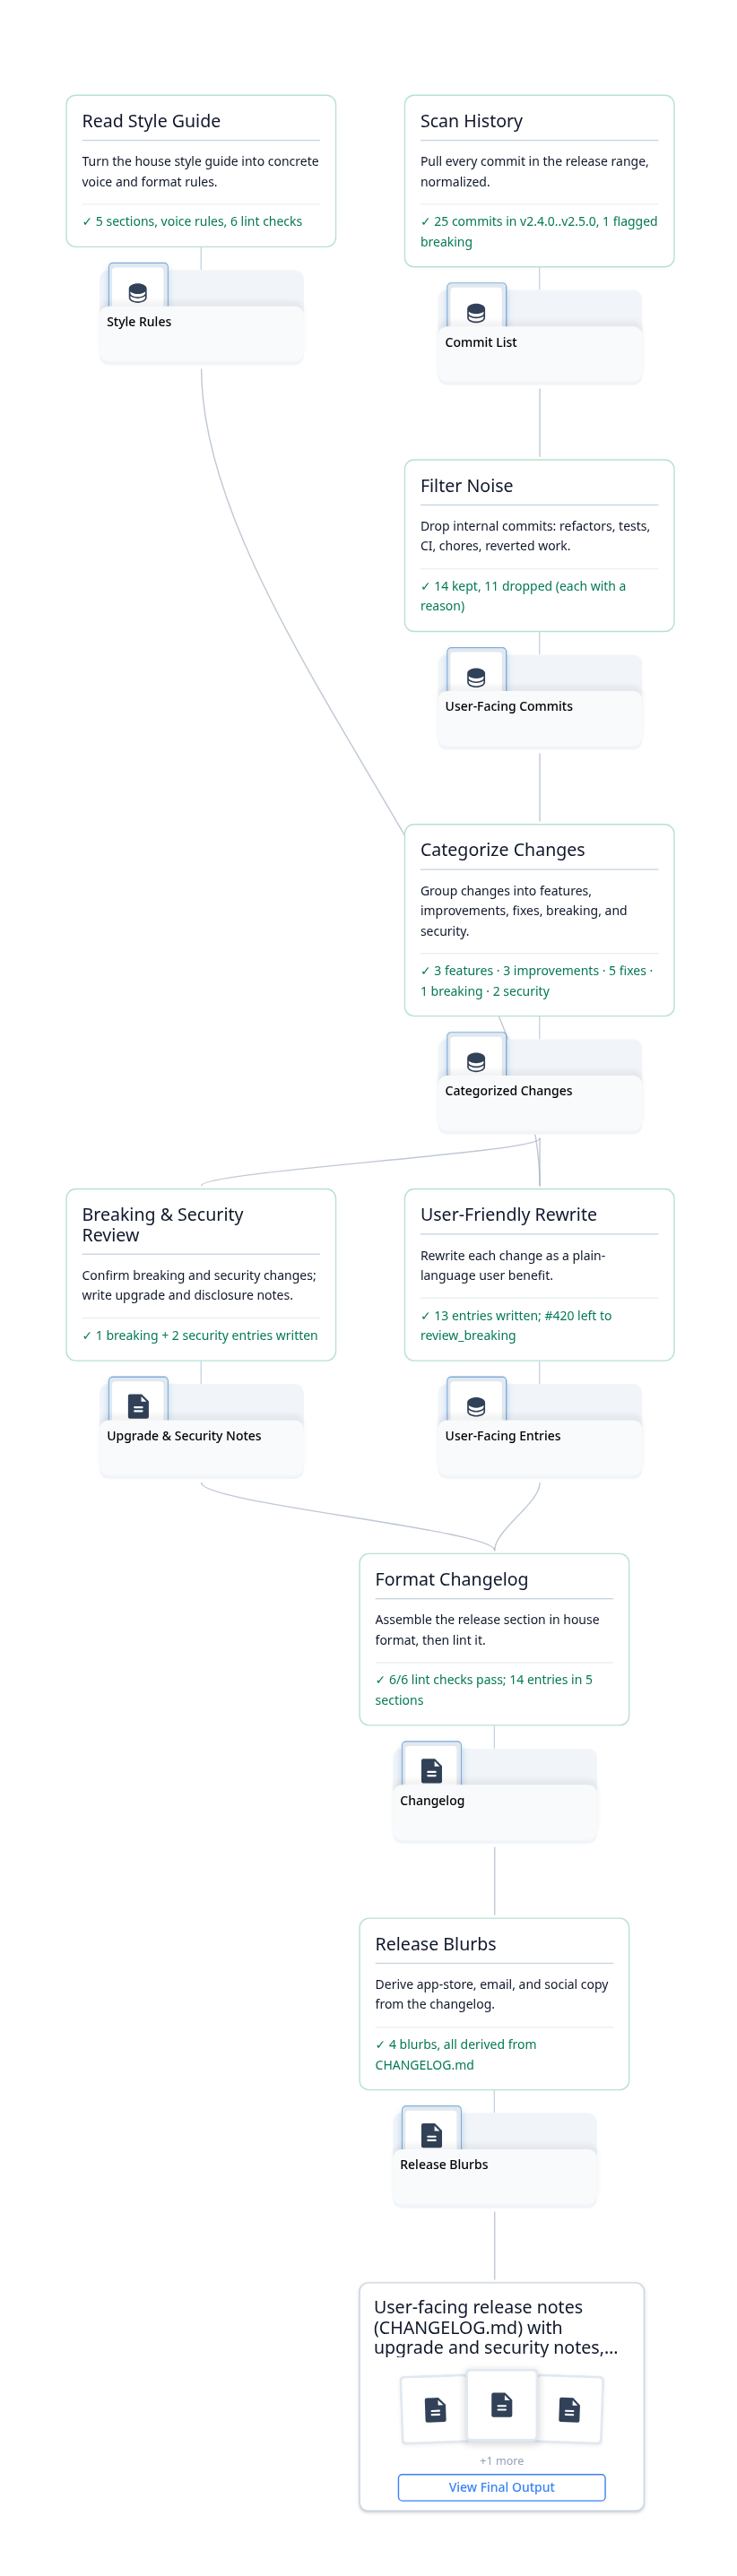 Read Style Guide
Turn the house style guide into concrete
voice and format rules.
✓ 5 sections, voice rules, 6 lint checks
Style Rules
Scan History
Pull every commit in the release range,
normalized.
✓ 25 commits in v2.4.0..v2.5.0, 1 flagged
breaking
Commit List
Filter Noise
Drop internal commits: refactors, tests,
CI, chores, reverted work.
✓ 14 kept, 11 dropped (each with a
reason)
User-Facing Commits
Categorize Changes
Group changes into features,
improvements, fixes, breaking, and
security.
✓ 3 features · 3 improvements · 5 fixes ·
1 breaking · 2 security
Categorized Changes
Breaking & Security
Review
Confirm breaking and security changes;
write upgrade and disclosure notes.
✓ 1 breaking + 2 security entries written
Upgrade & Security Notes
User-Friendly Rewrite
Rewrite each change as a plain-
language user benefit.
✓ 13 entries written; #420 left to
review_breaking
User-Facing Entries
Format Changelog
Assemble the release section in house
format, then lint it.
✓ 6/6 lint checks pass; 14 entries in 5
sections
Changelog
Release Blurbs
Derive app-store, email, and social copy
from the changelog.
✓ 4 blurbs, all derived from
CHANGELOG.md
Release Blurbs
User-facing release notes
(CHANGELOG.md) with
upgrade and security notes,...
+1 more
View Final Output